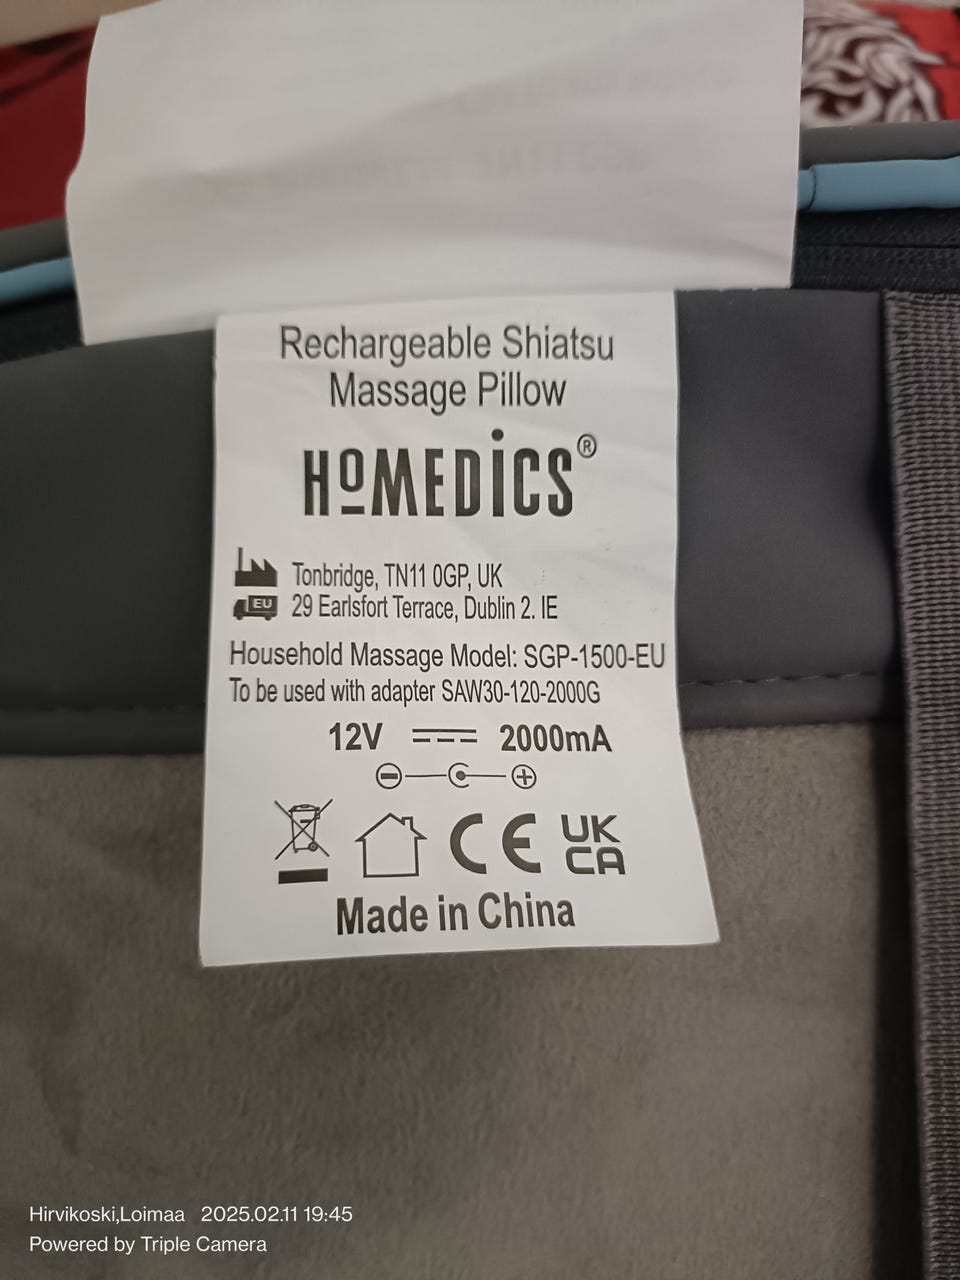 Rechargeable Shiatsu
Massage Pillow
HoMEDiCS®
Tonbridge, TN11 0GP, UK
EU
29 Earlsfort Terrace, Dublin 2. IE
Household Massage Model: SGP-1500-EU
To be used with adapter SAW30-120-2000G
12V 2000mA
CE UK
CA
Made in China
Hirvikoski,Loimaa 2025.02.11 19:45
Powered by Triple Camera